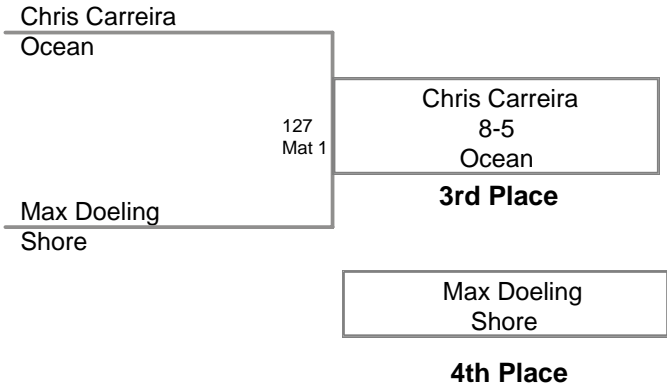 Chris Carreira
Ocean
Chris Carreira
8-5
Ocean
127
Mat 1
3rd Place
Max Doeling
Shore
Max Doeling
Shore
4th Place